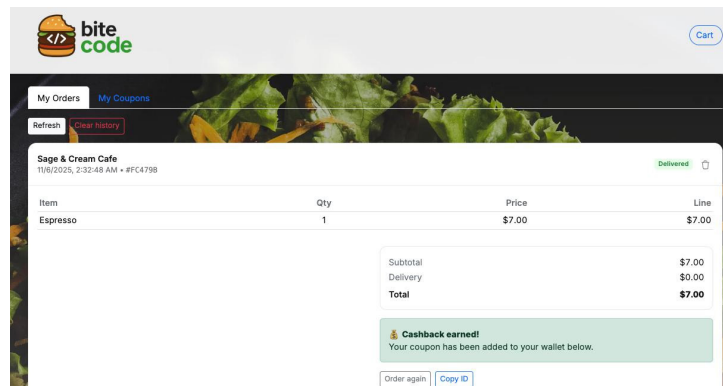 </> bite
code
Cart
My Orders My Coupons
Refresh Clear history
Sage & Cream Cafe
11/6/2025, 2:32:48 AM • #FC479B
Delivered
Item Qty Price Line
Espresso 1 $7.00 $7.00
Subtotal $7.00
Delivery $0.00
Total $7.00
Cashback earned!
Your coupon has been added to your wallet below.
Order again Copy ID